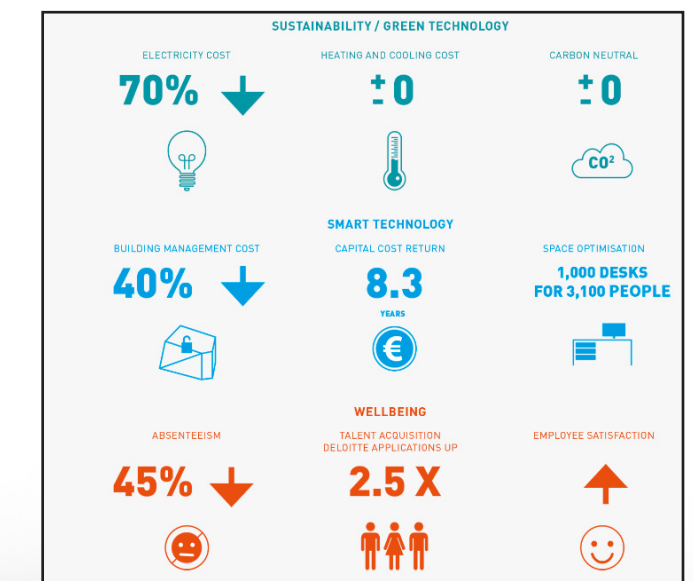 SUSTAINABILITY / GREEN TECHNOLOGY
ELECTRICITY COST
70%
HEATING AND COOLING COST
± 0
CARBON NEUTRAL
± 0
CO²
SMART TECHNOLOGY
BUILDING MANAGEMENT COST
40%
CAPITAL COST RETURN
8.3
YEARS
€
SPACE OPTIMISATION
1,000 DESKS
FOR 3,100 PEOPLE
WELLBEING
ABSENTEEISM
45%
TALENT ACQUISITION
DELOITTE APPLICATIONS UP
2.5 X
EMPLOYEE SATISFACTION